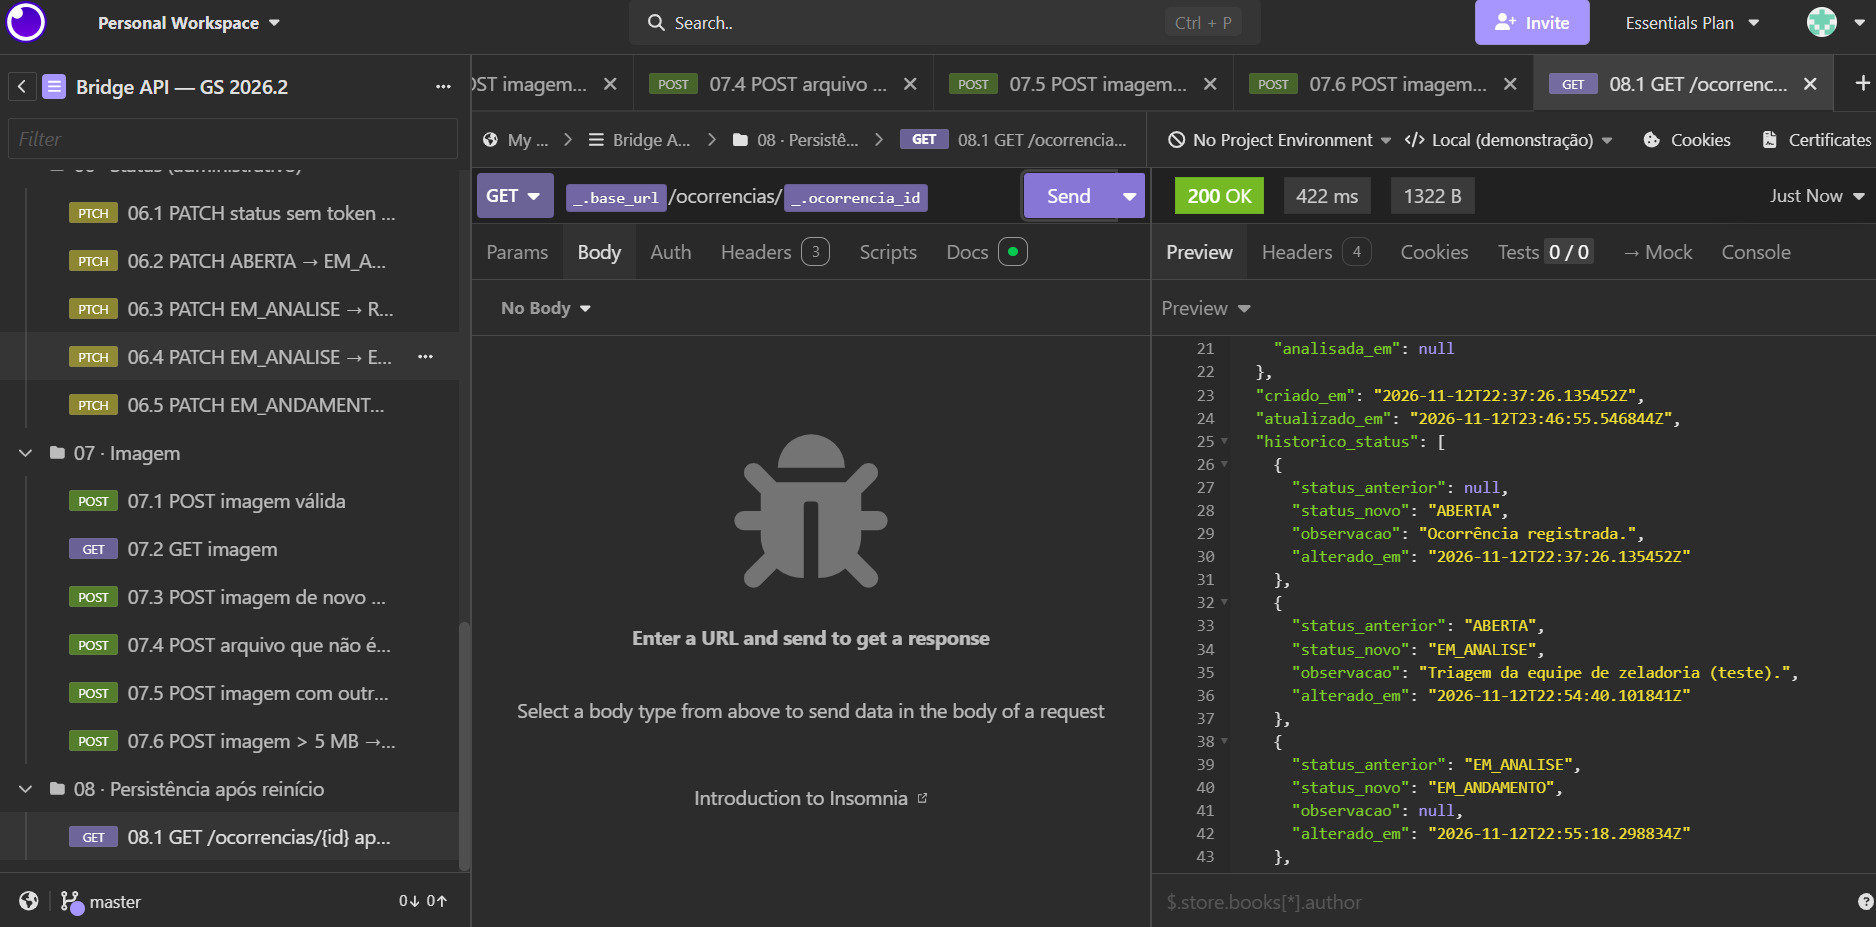 Personal Workspace
Search..
Ctrl + P
Invite
Essentials Plan
Bridge API — GS 2026.2
Filter
06.1 PATCH status sem token ...
PTCH
06.2 PATCH ABERTA → EM_A...
PTCH
06.3 PATCH EM_ANALISE → R...
PTCH
06.4 PATCH EM_ANALISE → E...
PTCH
06.5 PATCH EM_ANDAMENT...
PTCH
07 · Imagem
POST 07.1 POST imagem válida
GET 07.2 GET imagem
POST 07.3 POST imagem de novo ...
POST 07.4 POST arquivo que não é...
POST 07.5 POST imagem com outr...
POST 07.6 POST imagem > 5 MB →...
08 · Persistência após reinício
GET 08.1 GET /ocorrencias/{id} ap...
master
0↓ 0↑
OST imagem...
POST 07.4 POST arquivo ...
POST 07.5 POST imagem...
POST 07.6 POST imagem...
GET 08.1 GET /ocorrenc...
My ...
Bridge A...
08 · Persistê...
GET 08.1 GET /ocorrencia...
No Project Environment
Local (demonstração)
Cookies
Certificates
GET
_.base_url /ocorrencias/ _.ocorrencia_id
Send
200 OK
422 ms
1322 B
Just Now
Params
Body
Auth
Headers 3
Scripts
Docs
Preview
Headers 4
Cookies
Tests 0 / 0
→ Mock
Console
No Body
Enter a URL and send to get a response
Select a body type from above to send data in the body of a request
Introduction to Insomnia
Preview
21 "analisada_em": null
22 },
23 "criado_em": "2026-11-12T22:37:26.135452Z",
24 "atualizado_em": "2026-11-12T23:46:55.546844Z",
25 "historico_status": [
26 {
27 "status_anterior": null,
28 "status_novo": "ABERTA",
29 "observacao": "Ocorrência registrada.",
30 "alterado_em": "2026-11-12T22:37:26.135452Z"
31 },
32 {
33 "status_anterior": "ABERTA",
34 "status_novo": "EM_ANALISE",
35 "observacao": "Triagem da equipe de zeladoria (teste).",
36 "alterado_em": "2026-11-12T22:54:40.101841Z"
37 },
38 {
39 "status_anterior": "EM_ANALISE",
40 "status_novo": "EM_ANDAMENTO",
41 "observacao": null,
42 "alterado_em": "2026-11-12T22:55:18.298834Z"
43 },
$.store.books[*].author